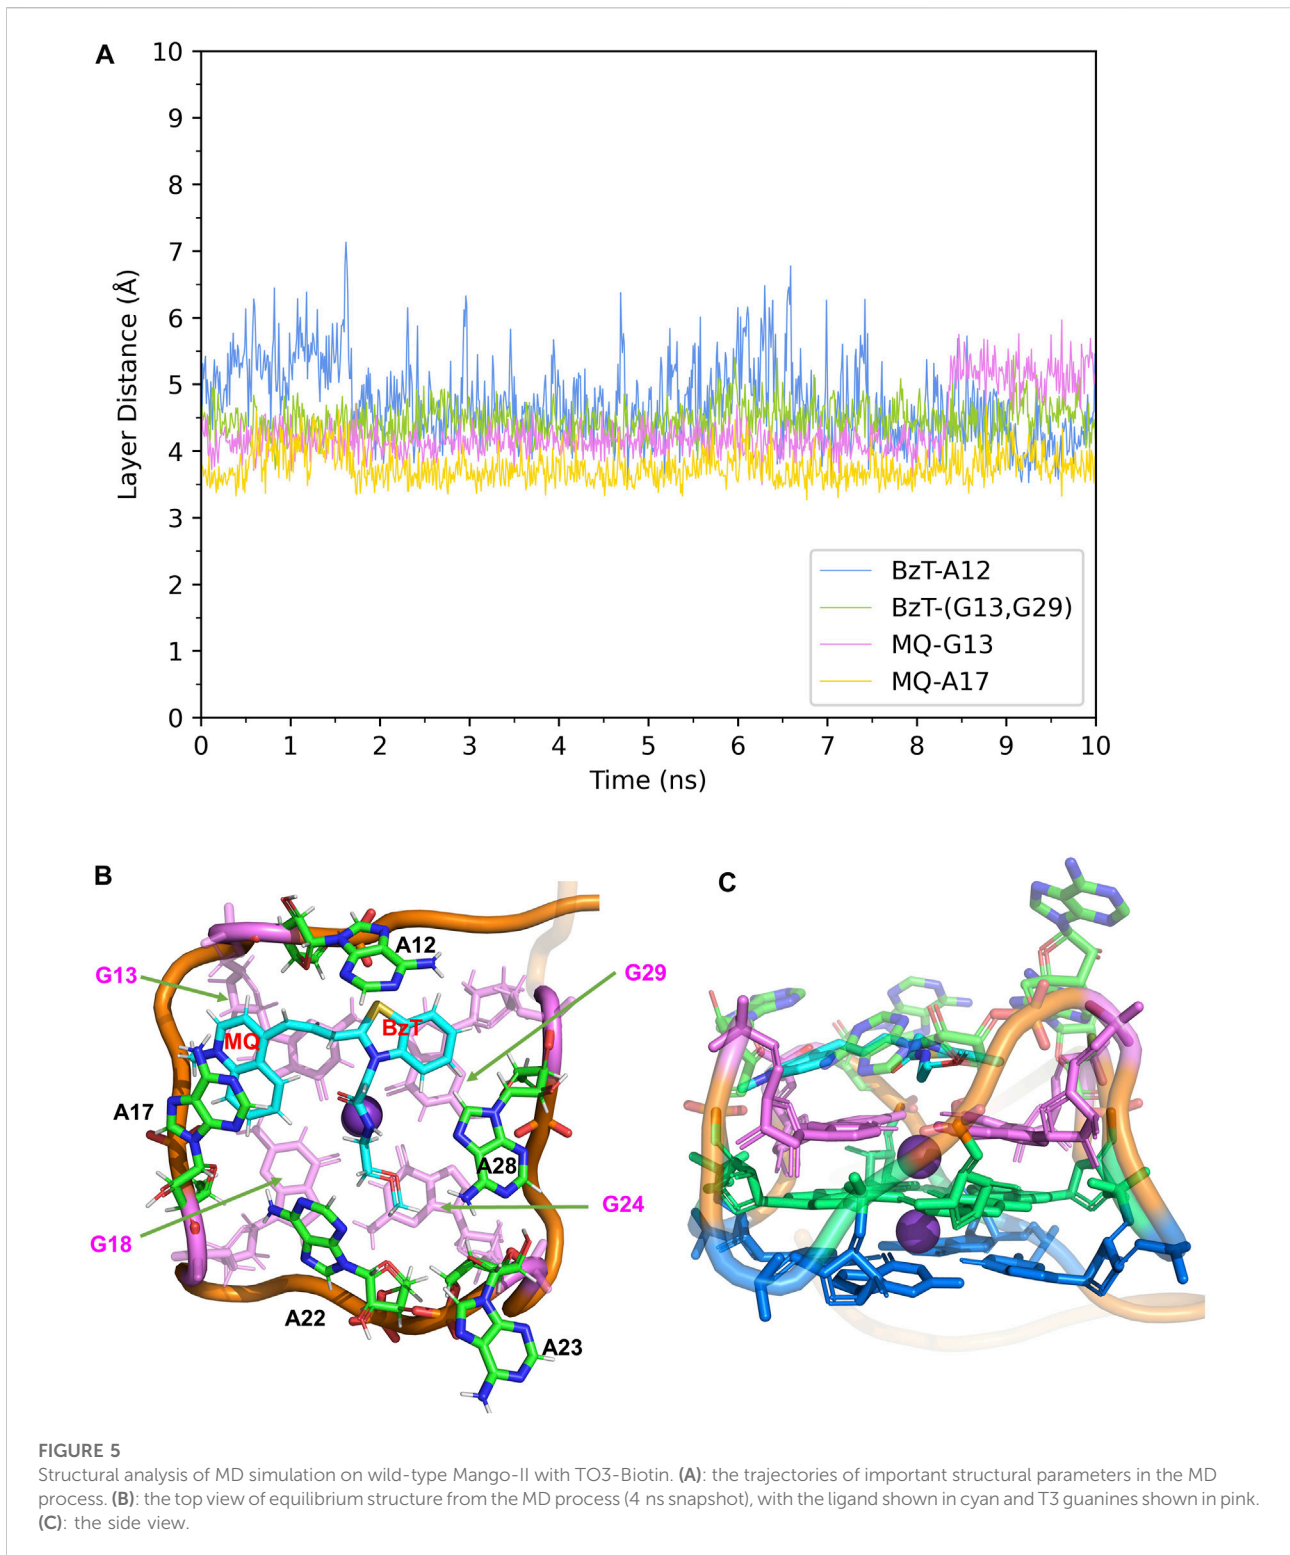 A
10
9
8
7
6
5
4
3
2
1
0
Layer Distance (Å)
0 1 2 3 4 5 6 7 8 9 10
Time (ns)
BzT-A12
BzT-(G13,G29)
MQ-G13
MQ-A17
B
C
A12
G13
G29
MQ
BzT
A17
A28
G24
G18
A22
A23
FIGURE 5
Structural analysis of MD simulation on wild-type Mango-II with TO3-Biotin. (A): the trajectories of important structural parameters in the MD
process. (B): the top view of equilibrium structure from the MD process (4 ns snapshot), with the ligand shown in cyan and T3 guanines shown in pink.
(C): the side view.